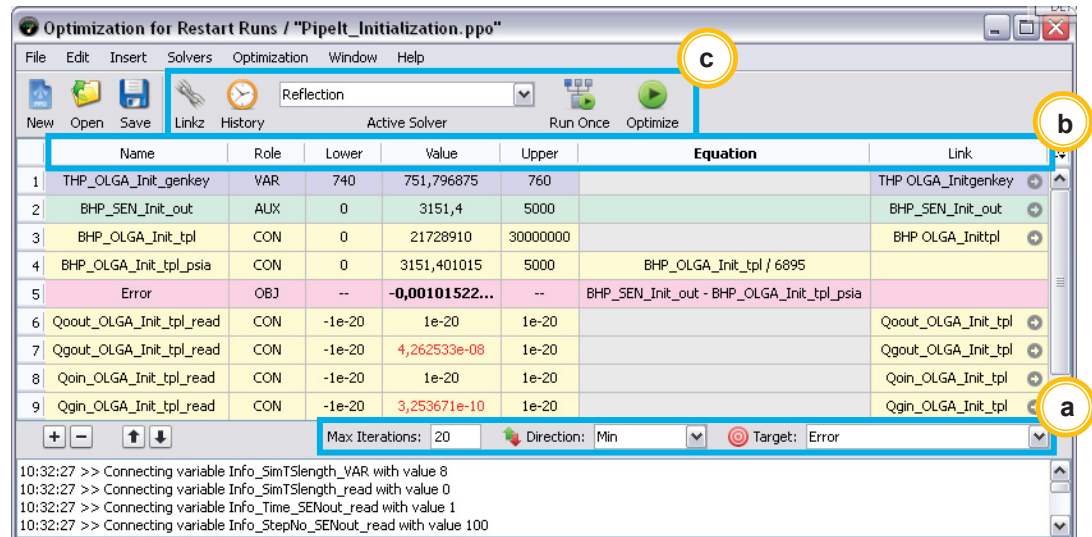 Optimization for Restart Runs / "PipeIt_Initialization.ppo"
File Edit Insert Solvers Optimization Window Help
c
Reflection
New Open Save Linkz History Active Solver Run Once Optimize
b
Name Role Lower Value Upper Equation Link
1 THP_OLGA_Init_genkey VAR 740 751,796875 760 THP OLGA_Initgenkey
2 BHP_SEN_Init_out AUX 0 3151,4 5000 BHP_SEN_Init_out
3 BHP_OLGA_Init_tpl CON 0 21728910 30000000 BHP OLGA_Inittpl
4 BHP_OLGA_Init_tpl_psia CON 0 3151,401015 5000 BHP_OLGA_Init_tpl / 6895
5 Error OBJ -- -0,00101522... -- BHP_SEN_Init_out - BHP_OLGA_Init_tpl_psia
6 Qoout_OLGA_Init_tpl_read CON -1e-20 1e-20 1e-20 Qoout_OLGA_Init_tpl
7 Qgout_OLGA_Init_tpl_read CON -1e-20 4,262533e-08 1e-20 Qgout_OLGA_Init_tpl
8 Qoin_OLGA_Init_tpl_read CON -1e-20 1e-20 1e-20 Qoin_OLGA_Init_tpl
9 Qgin_OLGA_Init_tpl_read CON -1e-20 3,253671e-10 1e-20 Qgin_OLGA_Init_tpl
a
Max Iterations: 20 Direction: Min Target: Error
10:32:27 >> Connecting variable Info_SimTSlength_VAR with value 8
10:32:27 >> Connecting variable Info_SimTSlength_read with value 0
10:32:27 >> Connecting variable Info_Time_SENout_read with value 1
10:32:27 >> Connecting variable Info_StepNo_SENout_read with value 100